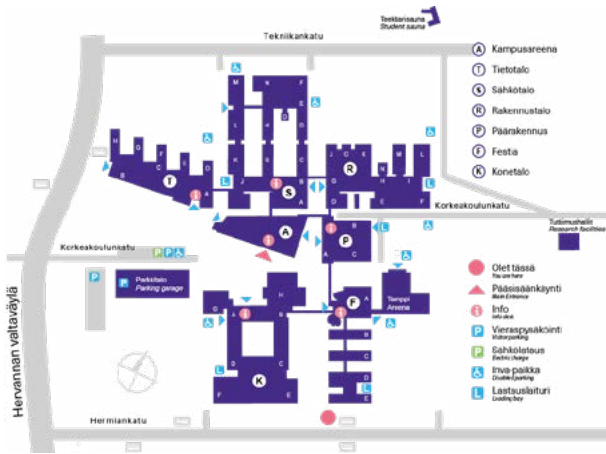 Teekkarisauna
Student sauna
Tekniikankatu
A Kampusareena
T Tietotalo
S Sähkötalo
R Rakennustalo
P Päärakennus
F Festia
K Konetalo
M
N
F
E
D
H
G
F
E
D
C
B
A
T
J
S
B
A
J
C
E
R
N
M
L
G
H
I
D
E
F
Korkeakoulunkatu
Tutkimushallit
Research facilities
Korkeakoulunkatu
A
P
B
A
C
P
P
P
Parkkitalo
Parking garage
H
G
A
B
D
C
K
F
E
L
F
A
B
C
D
E
L
Tamppi
Areena
Hervannan valtaväylä
Hermiankatu
Olet tässä
You are here
Pääsisäänkäynti
Main Entrance
Info
Info desk
P Vieraspysäköinti
Visitor parking
P Sähkölataus
Electric charge
Inva-paikka
Disabled parking
L Lastauslaituri
Loading bay